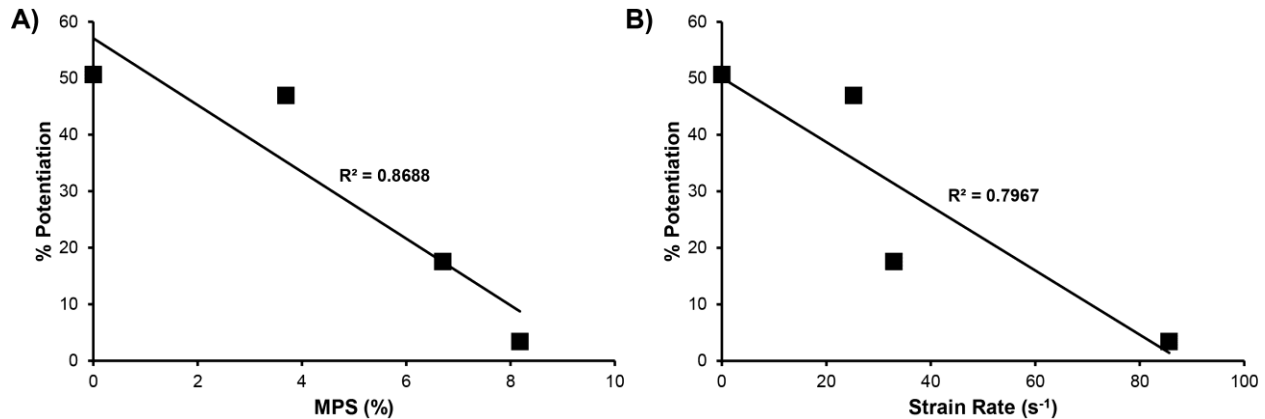 A)
% Potentiation
60
50
40
30
20
10
0
R² = 0.8688
0 2 4 6 8 10
MPS (%)
B)
% Potentiation
60
50
40
30
20
10
0
R² = 0.7967
0 20 40 60 80 100
Strain Rate (s⁻¹)